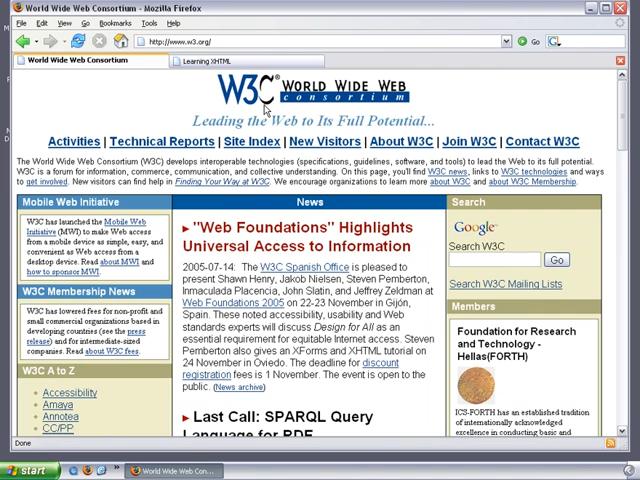 World Wide Web Consortium - Mozilla Firefox
File Edit View Go Bookmarks Tools Help
http://www.w3.org/
Go
World Wide Web Consortium
Learning XHTML
W3C® WORLD WIDE WEB
consortium
Leading the Web to Its Full Potential...
Activities | Technical Reports | Site Index | New Visitors | About W3C | Join W3C | Contact W3C
The World Wide Web Consortium (W3C) develops interoperable technologies (specifications, guidelines, software, and tools) to lead the Web to its full potential.
W3C is a forum for information, commerce, communication, and collective understanding. On this page, you'll find W3C news, links to W3C technologies and ways
to get involved. New visitors can find help in Finding Your Way at W3C. We encourage organizations to learn more about W3C and about W3C Membership.
Mobile Web Initiative
W3C has launched the Mobile Web
Initiative (MWI) to make Web access
from a mobile device as simple, easy, and
convenient as Web access from a
desktop device. Read about MWI and
how to sponsor MWI.
W3C Membership News
W3C has lowered fees for non-profit and
small commercial organizations based in
developing countries (see the press
release) and for intermediate-sized
companies. Read about W3C fees.
W3C A to Z
Accessibility
Amaya
Annotea
CC/PP
News
"Web Foundations" Highlights
Universal Access to Information
2005-07-14: The W3C Spanish Office is pleased to
present Shawn Henry, Jakob Nielsen, Steven Pemberton,
Inmaculada Placencia, John Slatin, and Jeffrey Zeldman at
Web Foundations 2005 on 22-23 November in Gijón,
Spain. These noted accessibility, usability and Web
standards experts will discuss Design for All as an
essential requirement for equitable Internet access. Steven
Pemberton also gives an XForms and XHTML tutorial on
24 November in Oviedo. The deadline for discount
registration fees is 1 November. The event is open to the
public. (News archive)
Last Call: SPARQL Query
Language for RDF
Search
Google™
Search W3C
Go
Search W3C Mailing Lists
Members
Foundation for Research
and Technology -
Hellas(FORTH)
ICS-FORTH has an established tradition
of internationally acknowledged
excellence in conducting basic and
Done
start
World Wide Web Con...